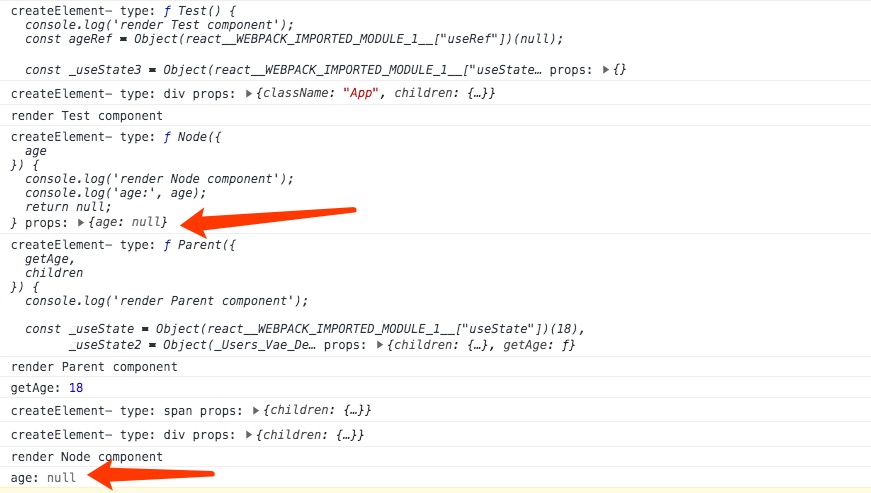 createElement- type: ƒ Test() {
console.log('render Test component');
const ageRef = Object(react__WEBPACK_IMPORTED_MODULE_1__["useRef"])(null);
const _useState3 = Object(react__WEBPACK_IMPORTED_MODULE_1__["useState… props: ▶{}
createElement- type: div props: ▶{className: "App", children: {…}}
render Test component
createElement- type: ƒ Node({
age
}) {
console.log('render Node component');
console.log('age:', age);
return null;
} props: ▶{age: null}
createElement- type: ƒ Parent({
getAge,
children
}) {
console.log('render Parent component');
const _useState = Object(react__WEBPACK_IMPORTED_MODULE_1__["useState"])(18),
_useState2 = Object(_Users_Vae_De… props: ▶{children: {…}, getAge: ƒ}
render Parent component
getAge: 18
createElement- type: span props: ▶{children: {…}}
createElement- type: div props: ▶{children: {…}}
render Node component
age: null